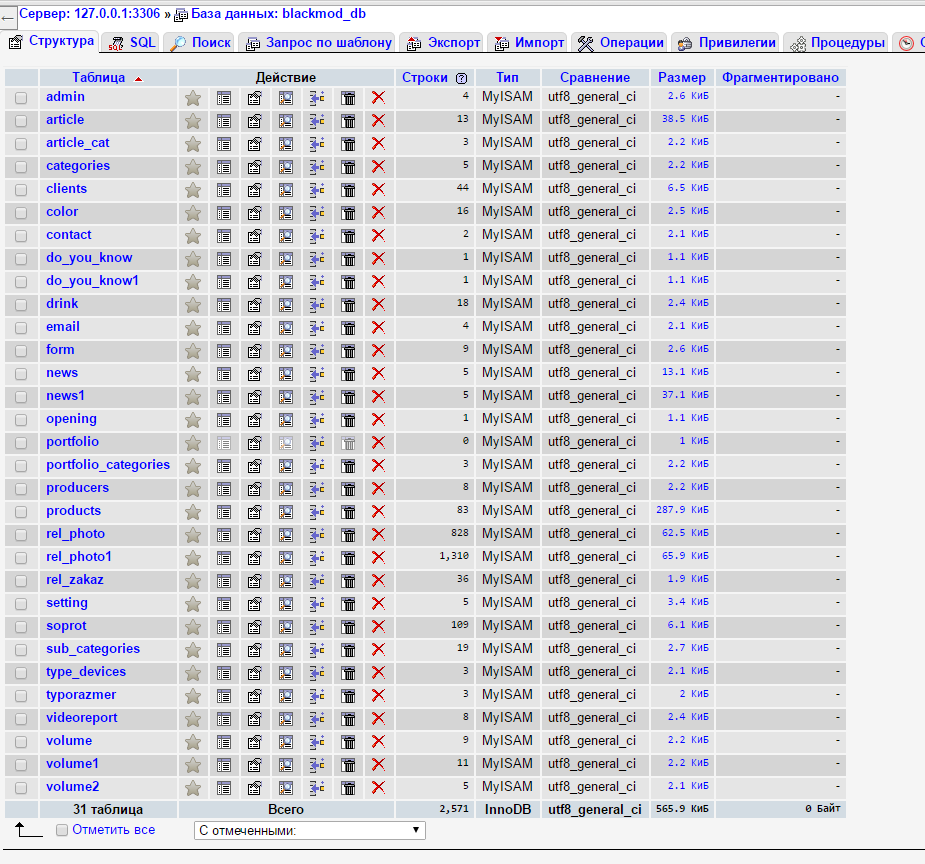 Сервер: 127.0.0.1:3306 » База данных: blackmod_db
Структура SQL Поиск Запрос по шаблону Экспорт Импорт Операции Привилегии Процедуры
Таблица Действие Строки Тип Сравнение Размер Фрагментировано
admin 4 MyISAM utf8_general_ci 2.6 КиБ -
article 13 MyISAM utf8_general_ci 38.5 КиБ -
article_cat 3 MyISAM utf8_general_ci 2.2 КиБ -
categories 5 MyISAM utf8_general_ci 2.2 КиБ -
clients 44 MyISAM utf8_general_ci 6.5 КиБ -
color 16 MyISAM utf8_general_ci 2.5 КиБ -
contact 2 MyISAM utf8_general_ci 2.1 КиБ -
do_you_know 1 MyISAM utf8_general_ci 1.1 КиБ -
do_you_know1 1 MyISAM utf8_general_ci 1.1 КиБ -
drink 18 MyISAM utf8_general_ci 2.4 КиБ -
email 4 MyISAM utf8_general_ci 2.1 КиБ -
form 9 MyISAM utf8_general_ci 2.6 КиБ -
news 5 MyISAM utf8_general_ci 13.1 КиБ -
news1 5 MyISAM utf8_general_ci 37.1 КиБ -
opening 1 MyISAM utf8_general_ci 1.1 КиБ -
portfolio 0 MyISAM utf8_general_ci 1 КиБ -
portfolio_categories 3 MyISAM utf8_general_ci 2.2 КиБ -
producers 8 MyISAM utf8_general_ci 2.2 КиБ -
products 83 MyISAM utf8_general_ci 287.9 КиБ -
rel_photo 828 MyISAM utf8_general_ci 62.5 КиБ -
rel_photo1 1,310 MyISAM utf8_general_ci 65.9 КиБ -
rel_zakaz 36 MyISAM utf8_general_ci 1.9 КиБ -
setting 5 MyISAM utf8_general_ci 3.4 КиБ -
soprot 109 MyISAM utf8_general_ci 6.1 КиБ -
sub_categories 19 MyISAM utf8_general_ci 2.7 КиБ -
type_devices 3 MyISAM utf8_general_ci 2.1 КиБ -
typorazmer 3 MyISAM utf8_general_ci 2 КиБ -
videoreport 8 MyISAM utf8_general_ci 2.4 КиБ -
volume 9 MyISAM utf8_general_ci 2.2 КиБ -
volume1 11 MyISAM utf8_general_ci 2.2 КиБ -
volume2 5 MyISAM utf8_general_ci 2.1 КиБ -
31 таблица Всего 2,571 InnoDB utf8_general_ci 565.9 КиБ 0 Байт
Отметить все С отмеченными: